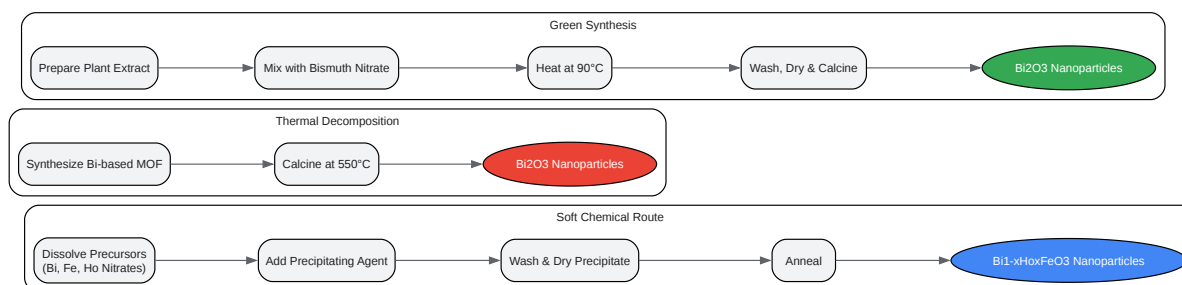 Green Synthesis
Prepare Plant Extract
Mix with Bismuth Nitrate
Heat at 90°C
Wash, Dry & Calcine
Bi2O3 Nanoparticles
Thermal Decomposition
Synthesize Bi-based MOF
Calcine at 550°C
Bi2O3 Nanoparticles
Soft Chemical Route
Dissolve Precursors
(Bi, Fe, Ho Nitrates)
Add Precipitating Agent
Wash & Dry Precipitate
Anneal
Bi1-xHoxFeO3 Nanoparticles